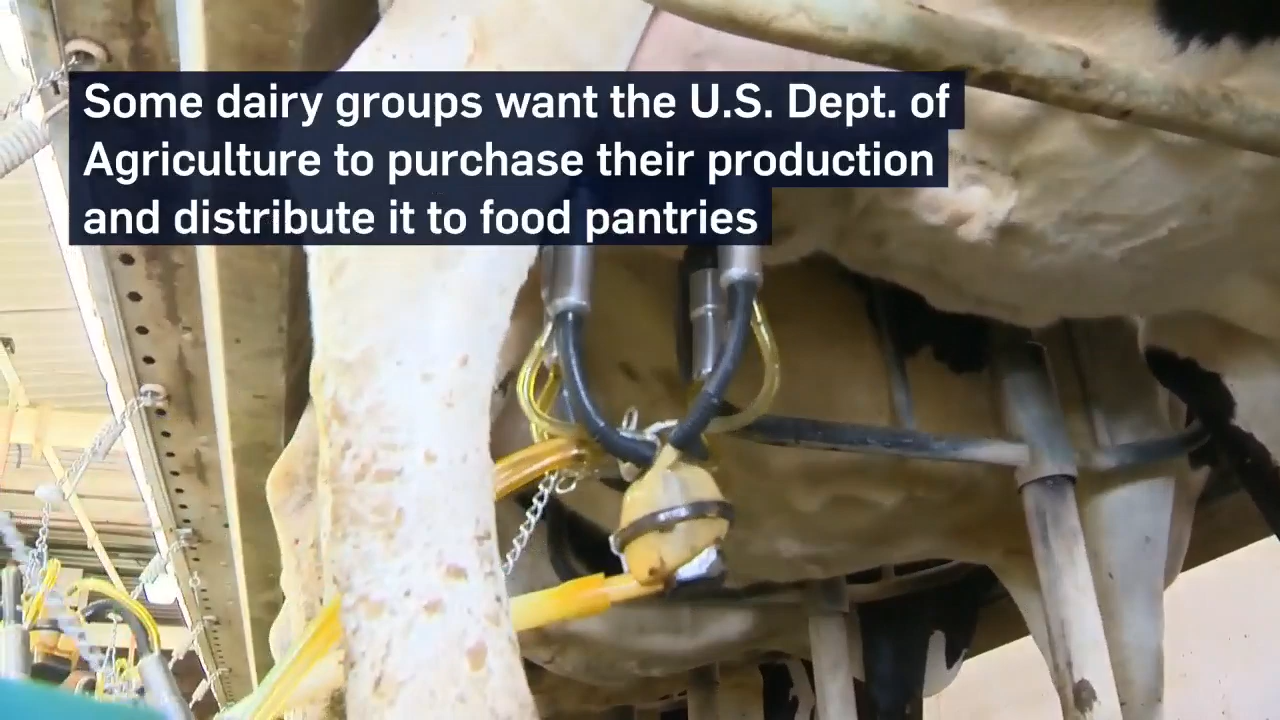 Some dairy groups want the U.S. Dept. of
Agriculture to purchase their production
and distribute it to food pantries